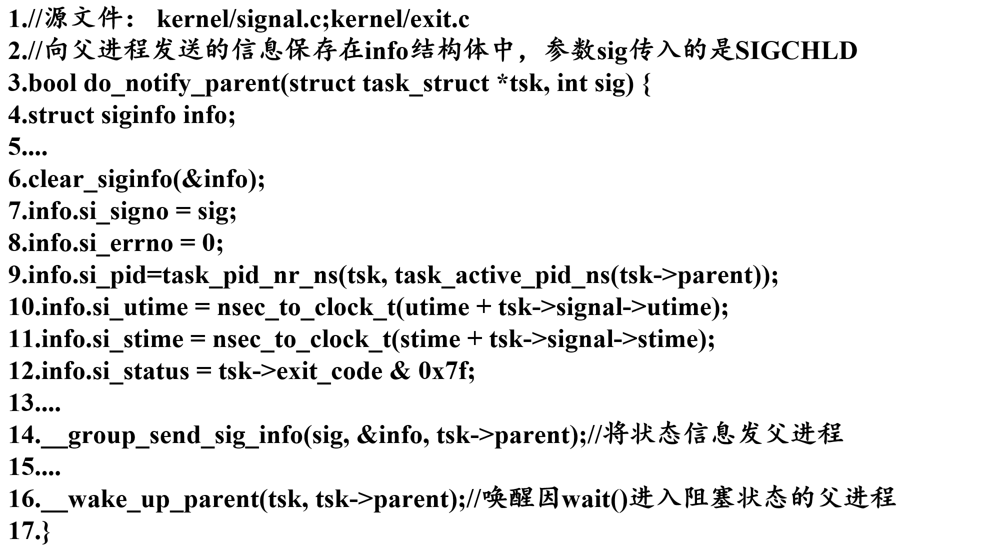 1.//源文件： kernel/signal.c;kernel/exit.c
2.//向父进程发送的信息保存在info结构体中，参数sig传入的是SIGCHLD
3.bool do_notify_parent(struct task_struct *tsk, int sig) {
4.struct siginfo info;
5....
6.clear_siginfo(&info);
7.info.si_signo = sig;
8.info.si_errno = 0;
9.info.si_pid=task_pid_nr_ns(tsk, task_active_pid_ns(tsk->parent));
10.info.si_utime = nsec_to_clock_t(utime + tsk->signal->utime);
11.info.si_stime = nsec_to_clock_t(stime + tsk->signal->stime);
12.info.si_status = tsk->exit_code & 0x7f;
13....
14.__group_send_sig_info(sig, &info, tsk->parent);//将状态信息发父进程
15....
16.__wake_up_parent(tsk, tsk->parent);//唤醒因wait()进入阻塞状态的父进程
17.}